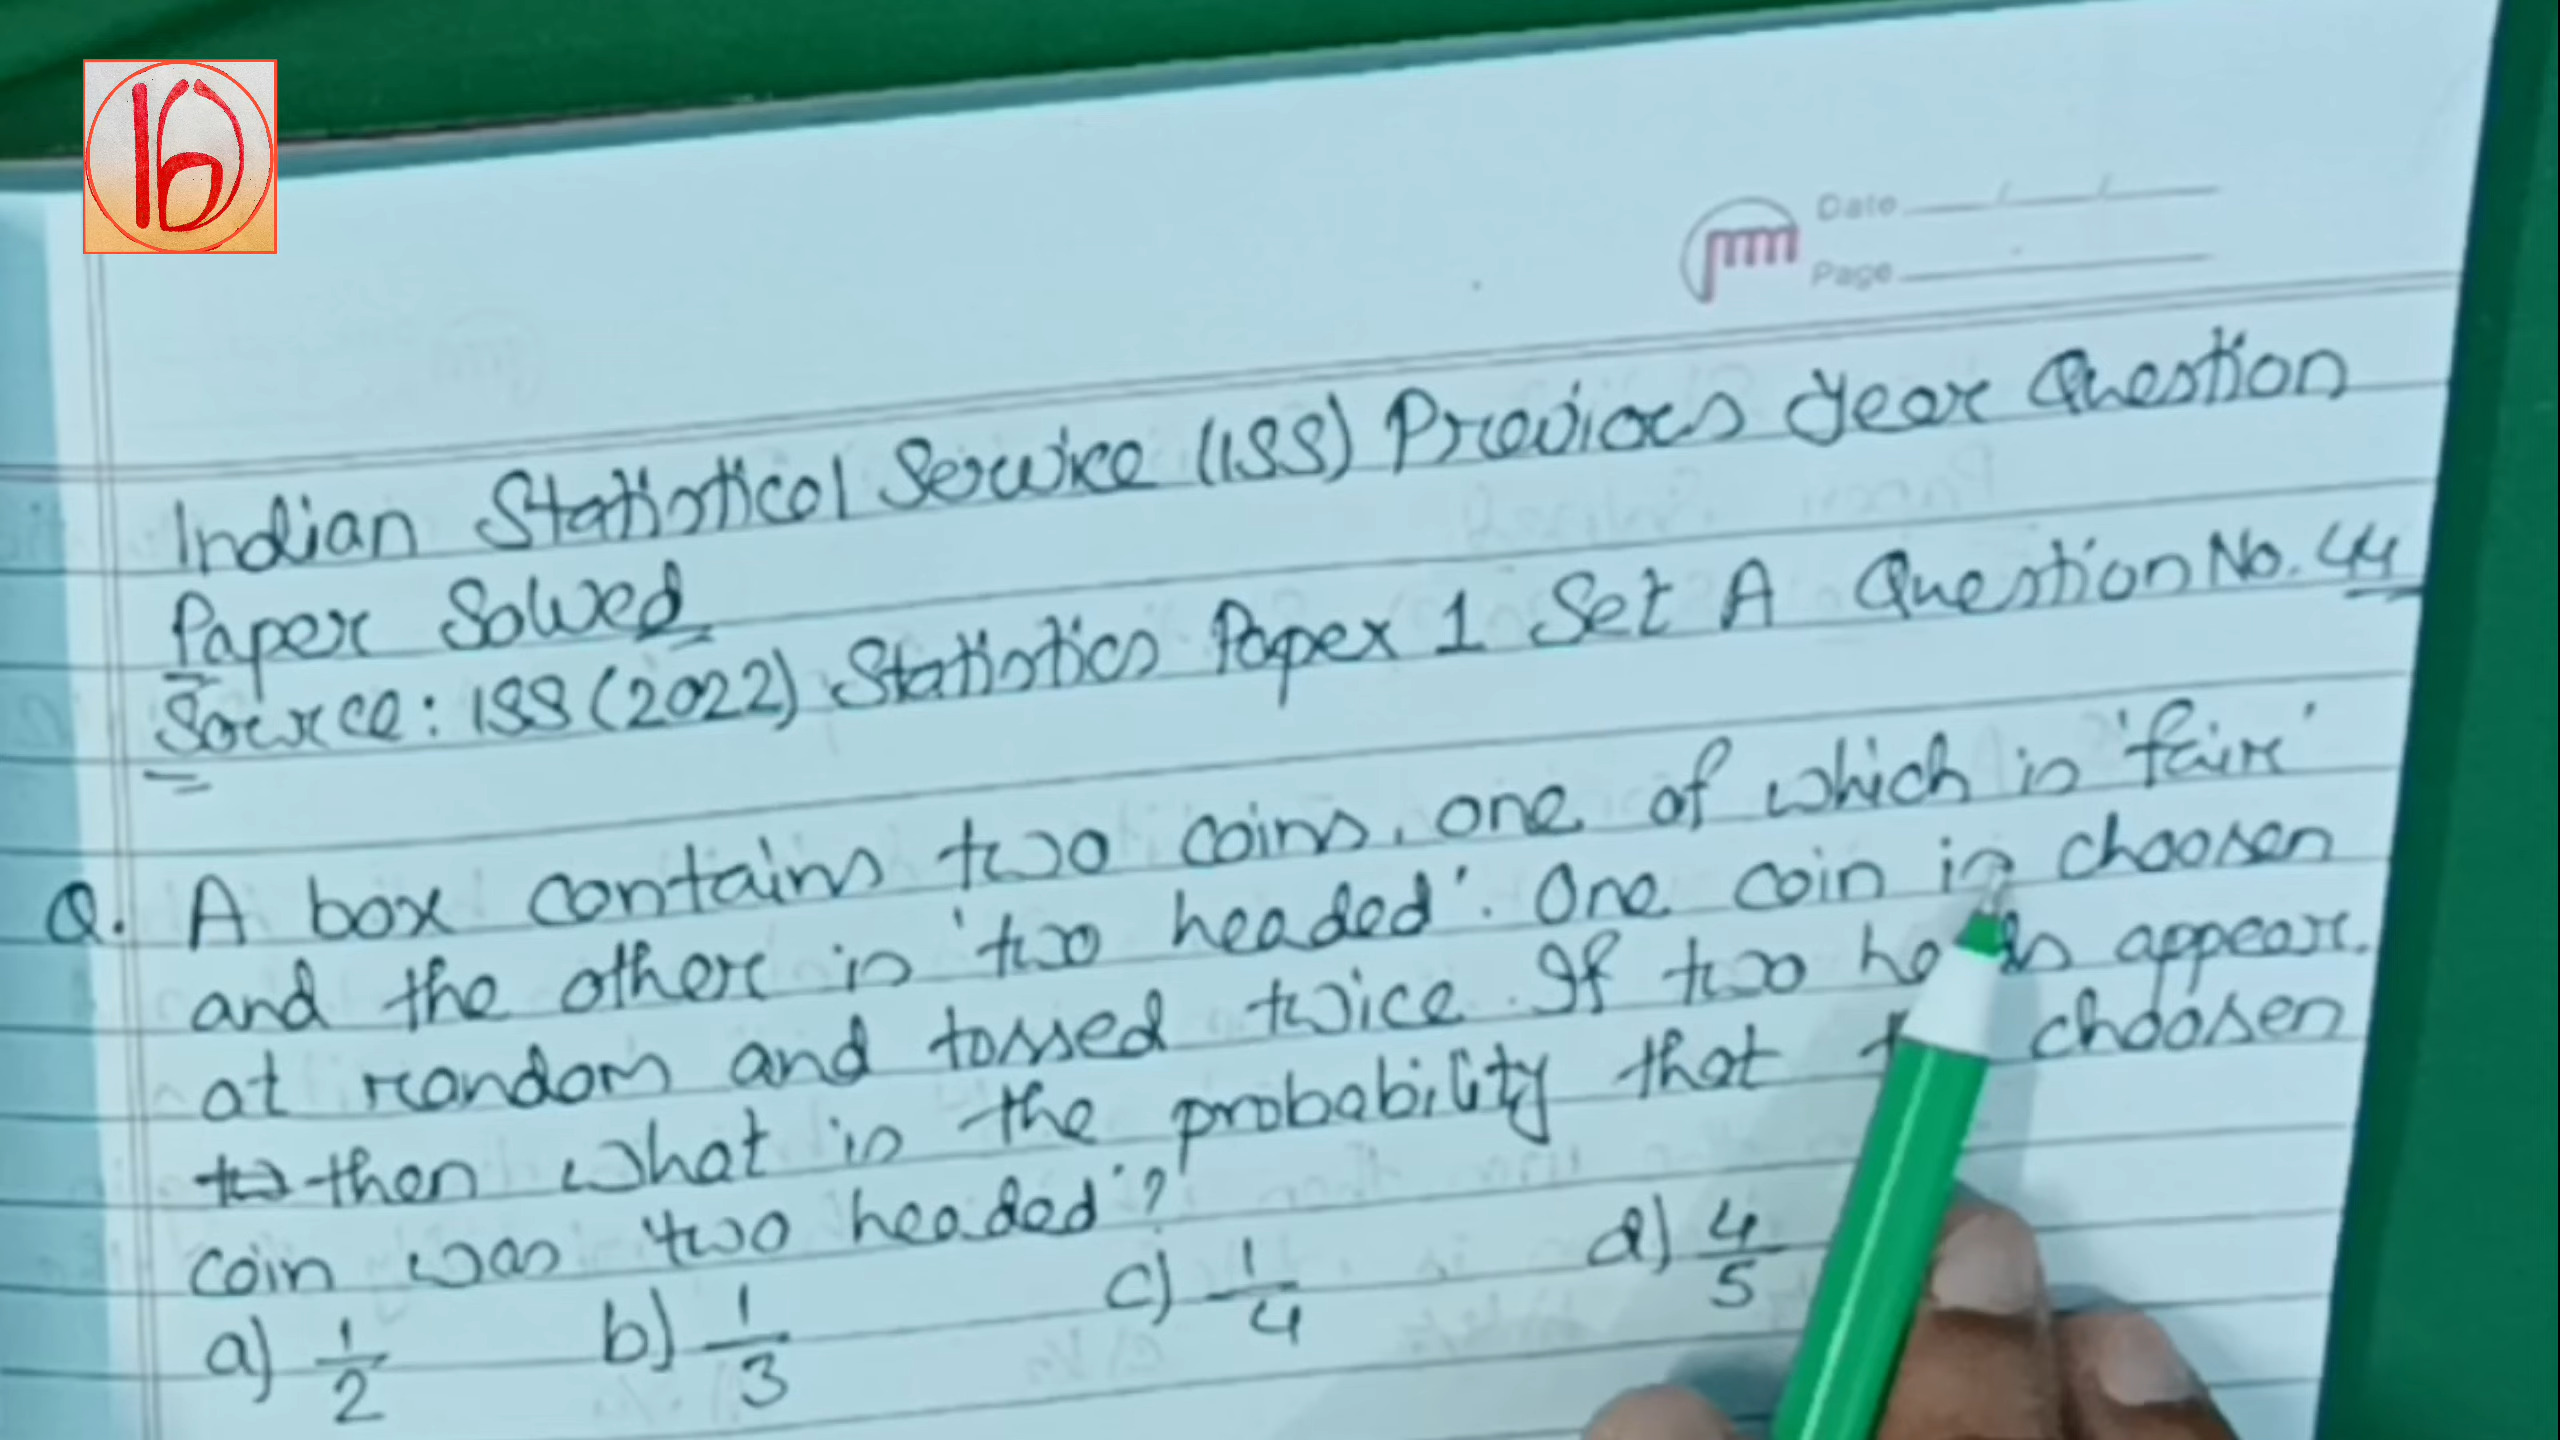 Date
Page
Indian Statistical Service (ISS) Previous Year Question
Paper Solved
Source: ISS (2022) Statistics Paper 1 Set A Question No. 44
Q. A box contains two coins, one of which is 'fair'
and the other is 'two headed'. One coin is choosen
at random and tossed twice. If two heads appear.
then what is the probability that the choosen
coin was 'two headed'?
a) 1/2 b) 1/3 c) 1/4 d) 4/5